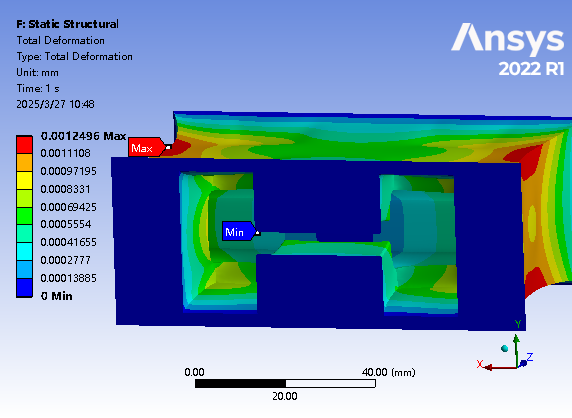 F: Static Structural
Total Deformation
Type: Total Deformation
Unit: mm
Time: 1 s
2025/3/27 10:48
Ansys
2022 R1
0.0012496 Max
0.0011108
0.00097195
0.0008331
0.00069425
0.0005554
0.00041655
0.0002777
0.00013885
0 Min
Max
Min
0.00
40.00 (mm)
20.00
Y
X
Z